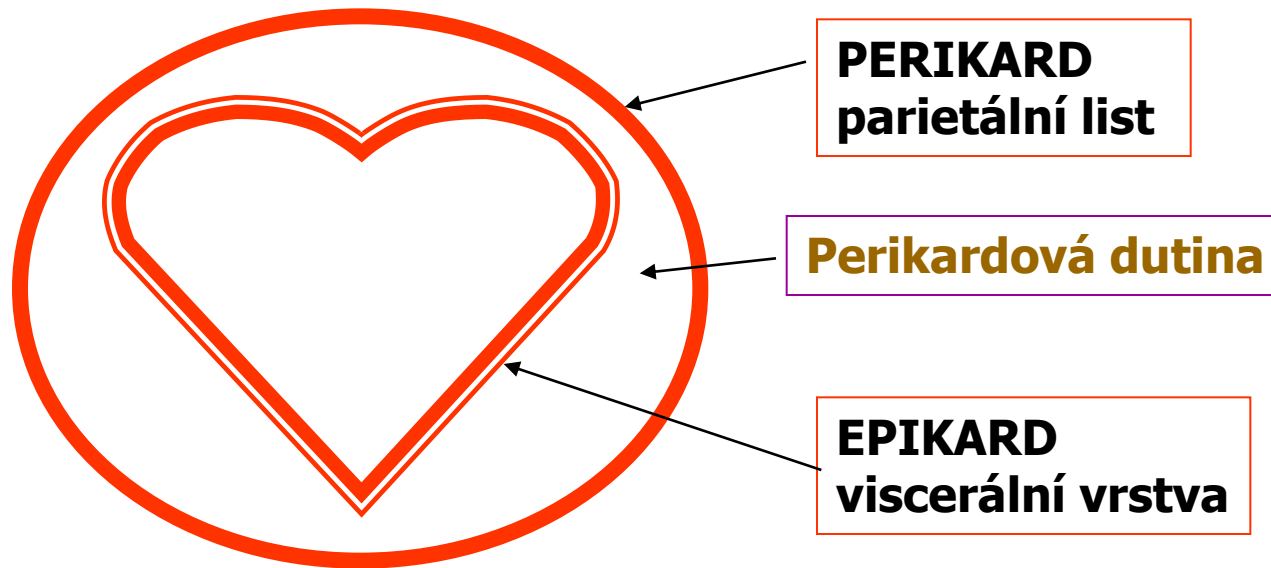 PERIKARD
parietální list
Perikardová dutina
EPIKARD
viscerální vrstva